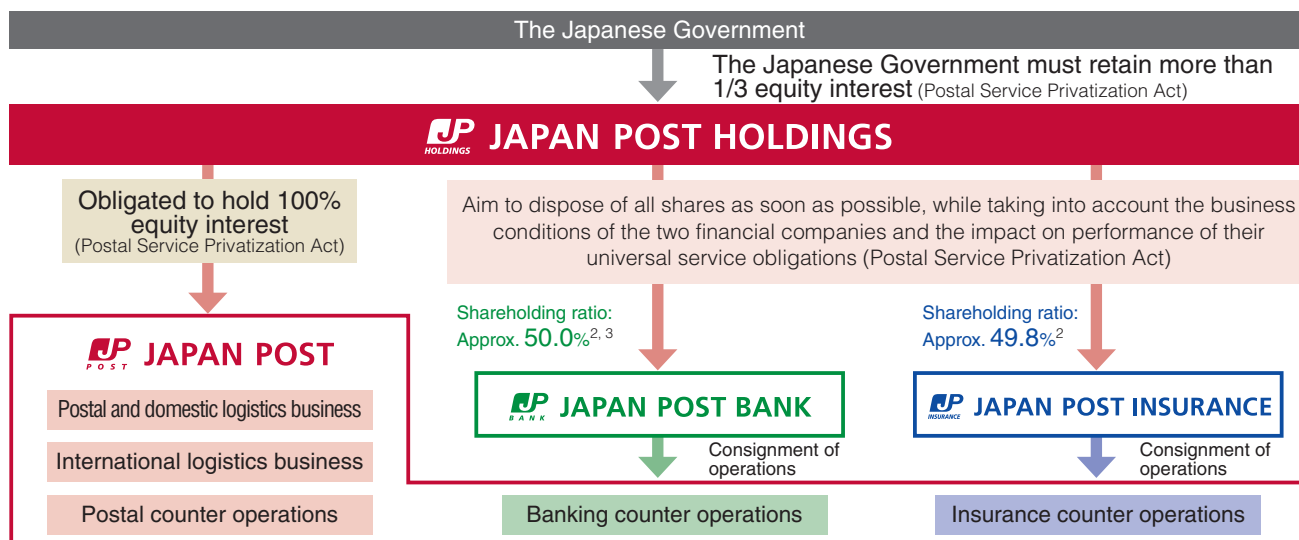 The Japanese Government
The Japanese Government must retain more than
1/3 equity interest (Postal Service Privatization Act)
JP HOLDINGS JAPAN POST HOLDINGS
Obligated to hold 100%
equity interest
(Postal Service Privatization Act)
Aim to dispose of all shares as soon as possible, while taking into account the business
conditions of the two financial companies and the impact on performance of their
universal service obligations (Postal Service Privatization Act)
Shareholding ratio:
Approx. 50.0%2, 3
Shareholding ratio:
Approx. 49.8%2
JP POST JAPAN POST
JP BANK JAPAN POST BANK
JP INSURANCE JAPAN POST INSURANCE
Postal and domestic logistics business
International logistics business
Postal counter operations
Consignment of
operations
Consignment of
operations
Banking counter operations
Insurance counter operations